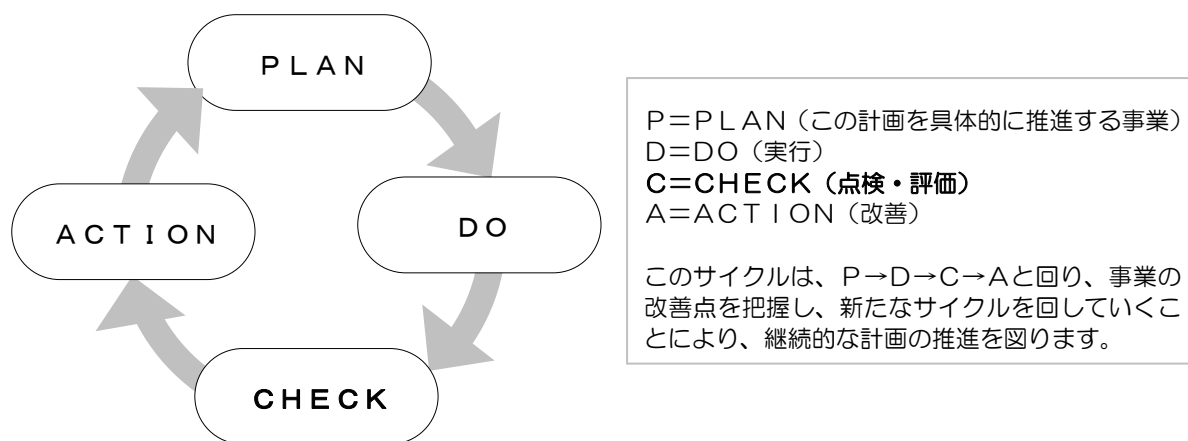 ＰＬＡＮ
ＡＣＴＩＯＮ
ＤＯ
ＣＨＥＣＫ
Ｐ＝ＰＬＡＮ（この計画を具体的に推進する事業）
Ｄ＝ＤＯ（実行）
Ｃ＝ＣＨＥＣＫ（点検・評価）
Ａ＝ＡＣＴＩＯＮ（改善）
このサイクルは、Ｐ→Ｄ→Ｃ→Ａと回り、事業の
改善点を把握し、新たなサイクルを回していくこ
とにより、継続的な計画の推進を図ります。